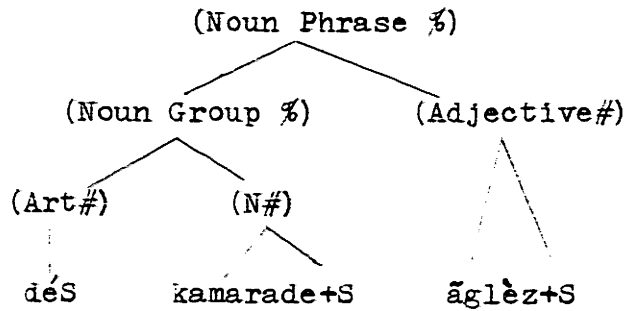 (Noun Phrase %)
(Noun Group %) (Adjective#)
(Art#) (N#)
déS kamarade+S ãglèz+S